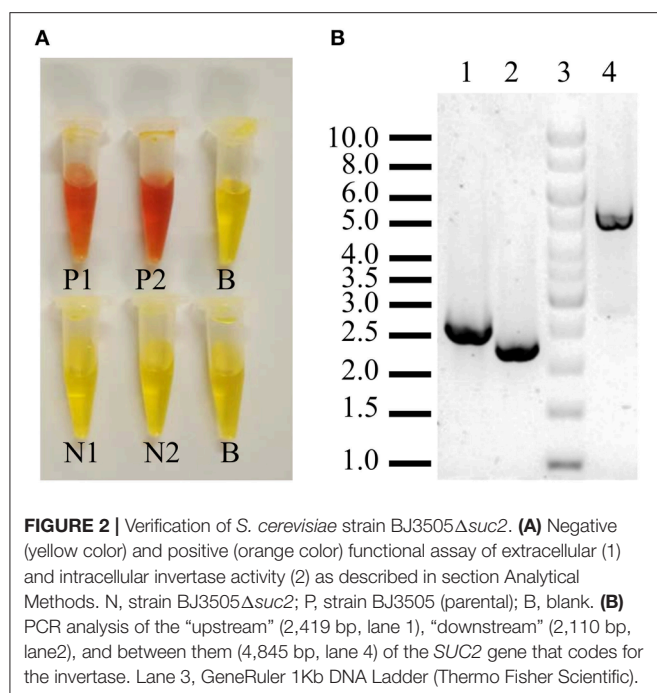 A
B
P1 P2 B
N1 N2 B
1 2 3 4
10.0
8.0
6.0
5.0
4.0
3.5
3.0
2.5
2.0
1.5
1.0
FIGURE 2 | Verification of S. cerevisiae strain BJ3505Δsuc2. (A) Negative
(yellow color) and positive (orange color) functional assay of extracellular (1)
and intracellular invertase activity (2) as described in section Analytical
Methods. N, strain BJ3505Δsuc2; P, strain BJ3505 (parental); B, blank. (B)
PCR analysis of the “upstream” (2,419 bp, lane 1), “downstream” (2,110 bp,
lane2), and between them (4,845 bp, lane 4) of the SUC2 gene that codes for
the invertase. Lane 3, GeneRuler 1Kb DNA Ladder (Thermo Fisher Scientific).